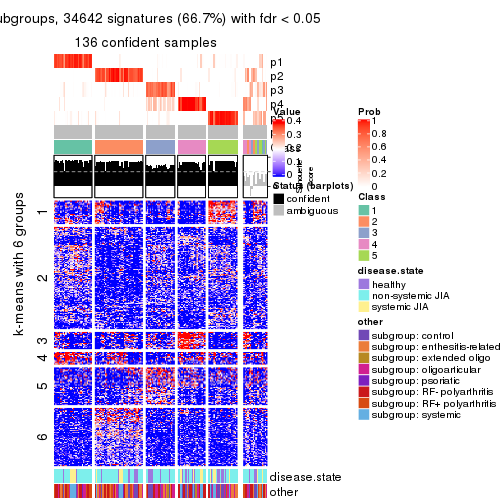 ubgroups, 34642 signatures (66.7%) with fdr < 0.05
136 confident samples
p1
p2
p3
p4
k-means with 6 groups
1
2
3
4
5
6
disease.state
other
Value
0.4
0.3
0.2
0.1
0
Status (barplots)
confident
ambiguous
Silhouette
score
Prob
1
0.8
0.6
0.4
0.2
0
Class
1
2
3
4
5
disease.state
healthy
non-systemic JIA
systemic JIA
other
subgroup: control
subgroup: enthesitis-related
subgroup: extended oligo
subgroup: oligoarticular
subgroup: psoriatic
subgroup: RF- polyarthritis
subgroup: RF+ polyarthritis
subgroup: systemic